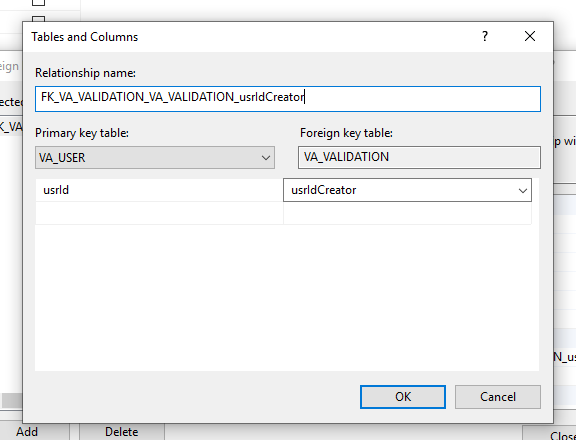 Tables and Columns
?
Relationship name:
FK_VA_VALIDATION_VA_VALIDATION_usrIdCreator
Primary key table:
Foreign key table:
VA_USER
VA_VALIDATION
usrId
usrIdCreator
OK
Cancel
Add
Delete
Close
eign
ected
K_VA
p wi
N_us